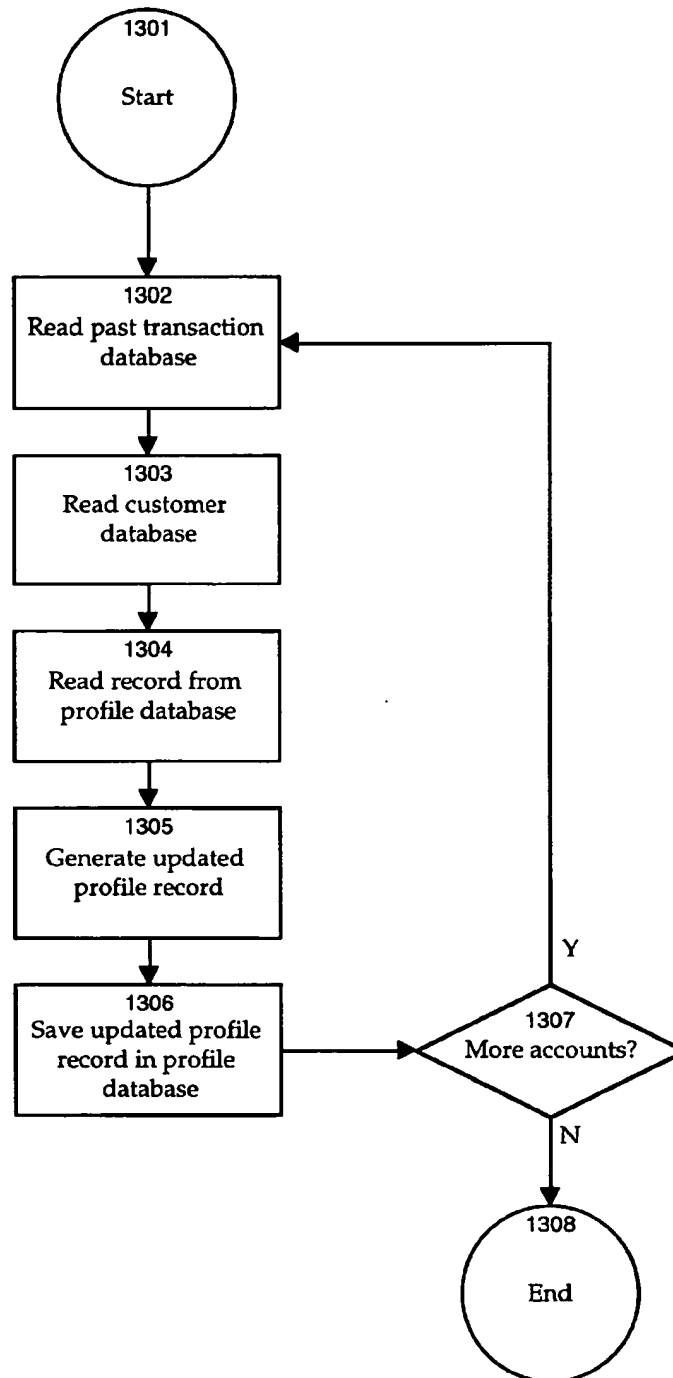 1301
Start
1302
Read past transaction
database
1303
Read customer
database
1304
Read record from
profile database
1305
Generate updated
profile record
1306
Save updated profile
record in profile
database
Y
1307
More accounts?
N
1308
End